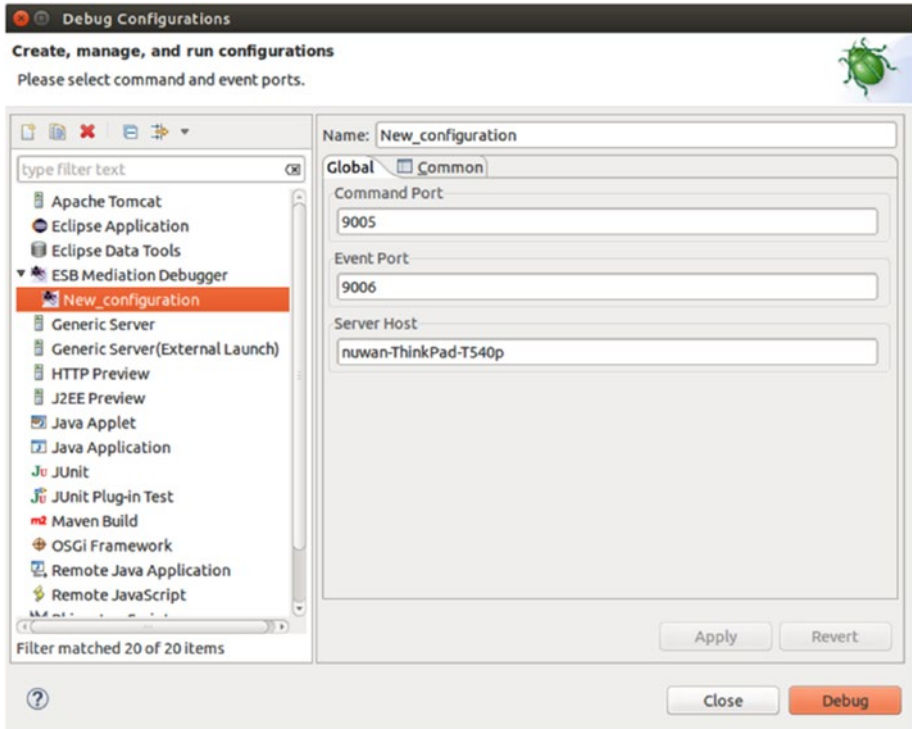 Debug Configurations
Create, manage, and run configurations
Please select command and event ports.
type filter text
Apache Tomcat
Eclipse Application
Eclipse Data Tools
ESB Mediation Debugger
New_configuration
Generic Server
Generic Server(External Launch)
HTTP Preview
J2EE Preview
Java Applet
Java Application
Ju JUnit
JUnit Plug-in Test
m2 Maven Build
OSGi Framework
Remote Java Application
Remote JavaScript
Filter matched 20 of 20 items
Name: New_configuration
Global Common
Command Port
9005
Event Port
9006
Server Host
nuwan-ThinkPad-T540p
Apply Revert
? Close Debug